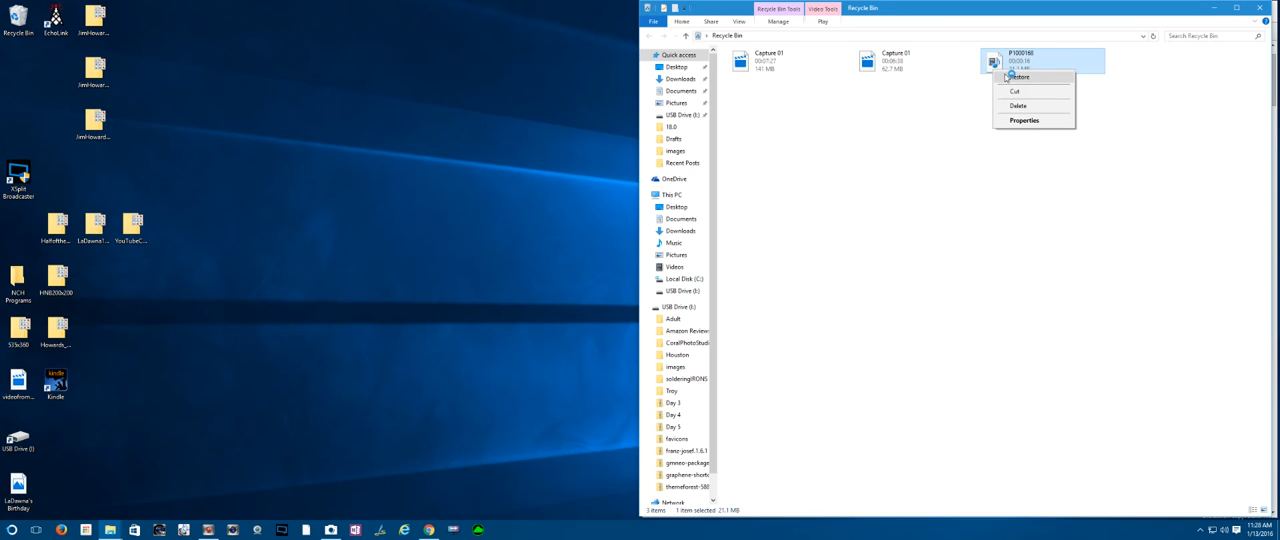 Recycle Bin
EchoLink
JimHowar...
JimHowar...
JimHoward...
XSplit
Broadcaster
Halfofthe...
LaDawna1...
YouTubeC...
NCH
Programs
HNB200x200
535x360
Howards_...
videofrom...
kindle
Kindle
USB Drive (I)
LaDawna's
Birthday
Recycle Bin Tools
Video Tools
Recycle Bin
File
Home
Share
View
Manage
Play
Recycle Bin
Search Recycle Bin
Quick access
Desktop
Downloads
Documents
Pictures
USB Drive (I:)
18.0
Drafts
images
Recent Posts
OneDrive
This PC
Desktop
Documents
Downloads
Music
Pictures
Videos
Local Disk (C:)
USB Drive (I:)
USB Drive (I:)
Adult
Amazon Review
CoralPhotoStudi
Houston
images
solderingIRONS
Troy
Day 3
Day 4
Day 5
favicons
franz-josef.1.6.1
gmneo-package
graphene-shortc
themeforest-588
Network
Capture 01
00:07:27
141 MB
Capture 01
00:06:38
62.7 MB
P1000168
00:00:16
Cut
Delete
Properties
3 items
1 item selected 21.1 MB
11:28 AM
1/13/2016